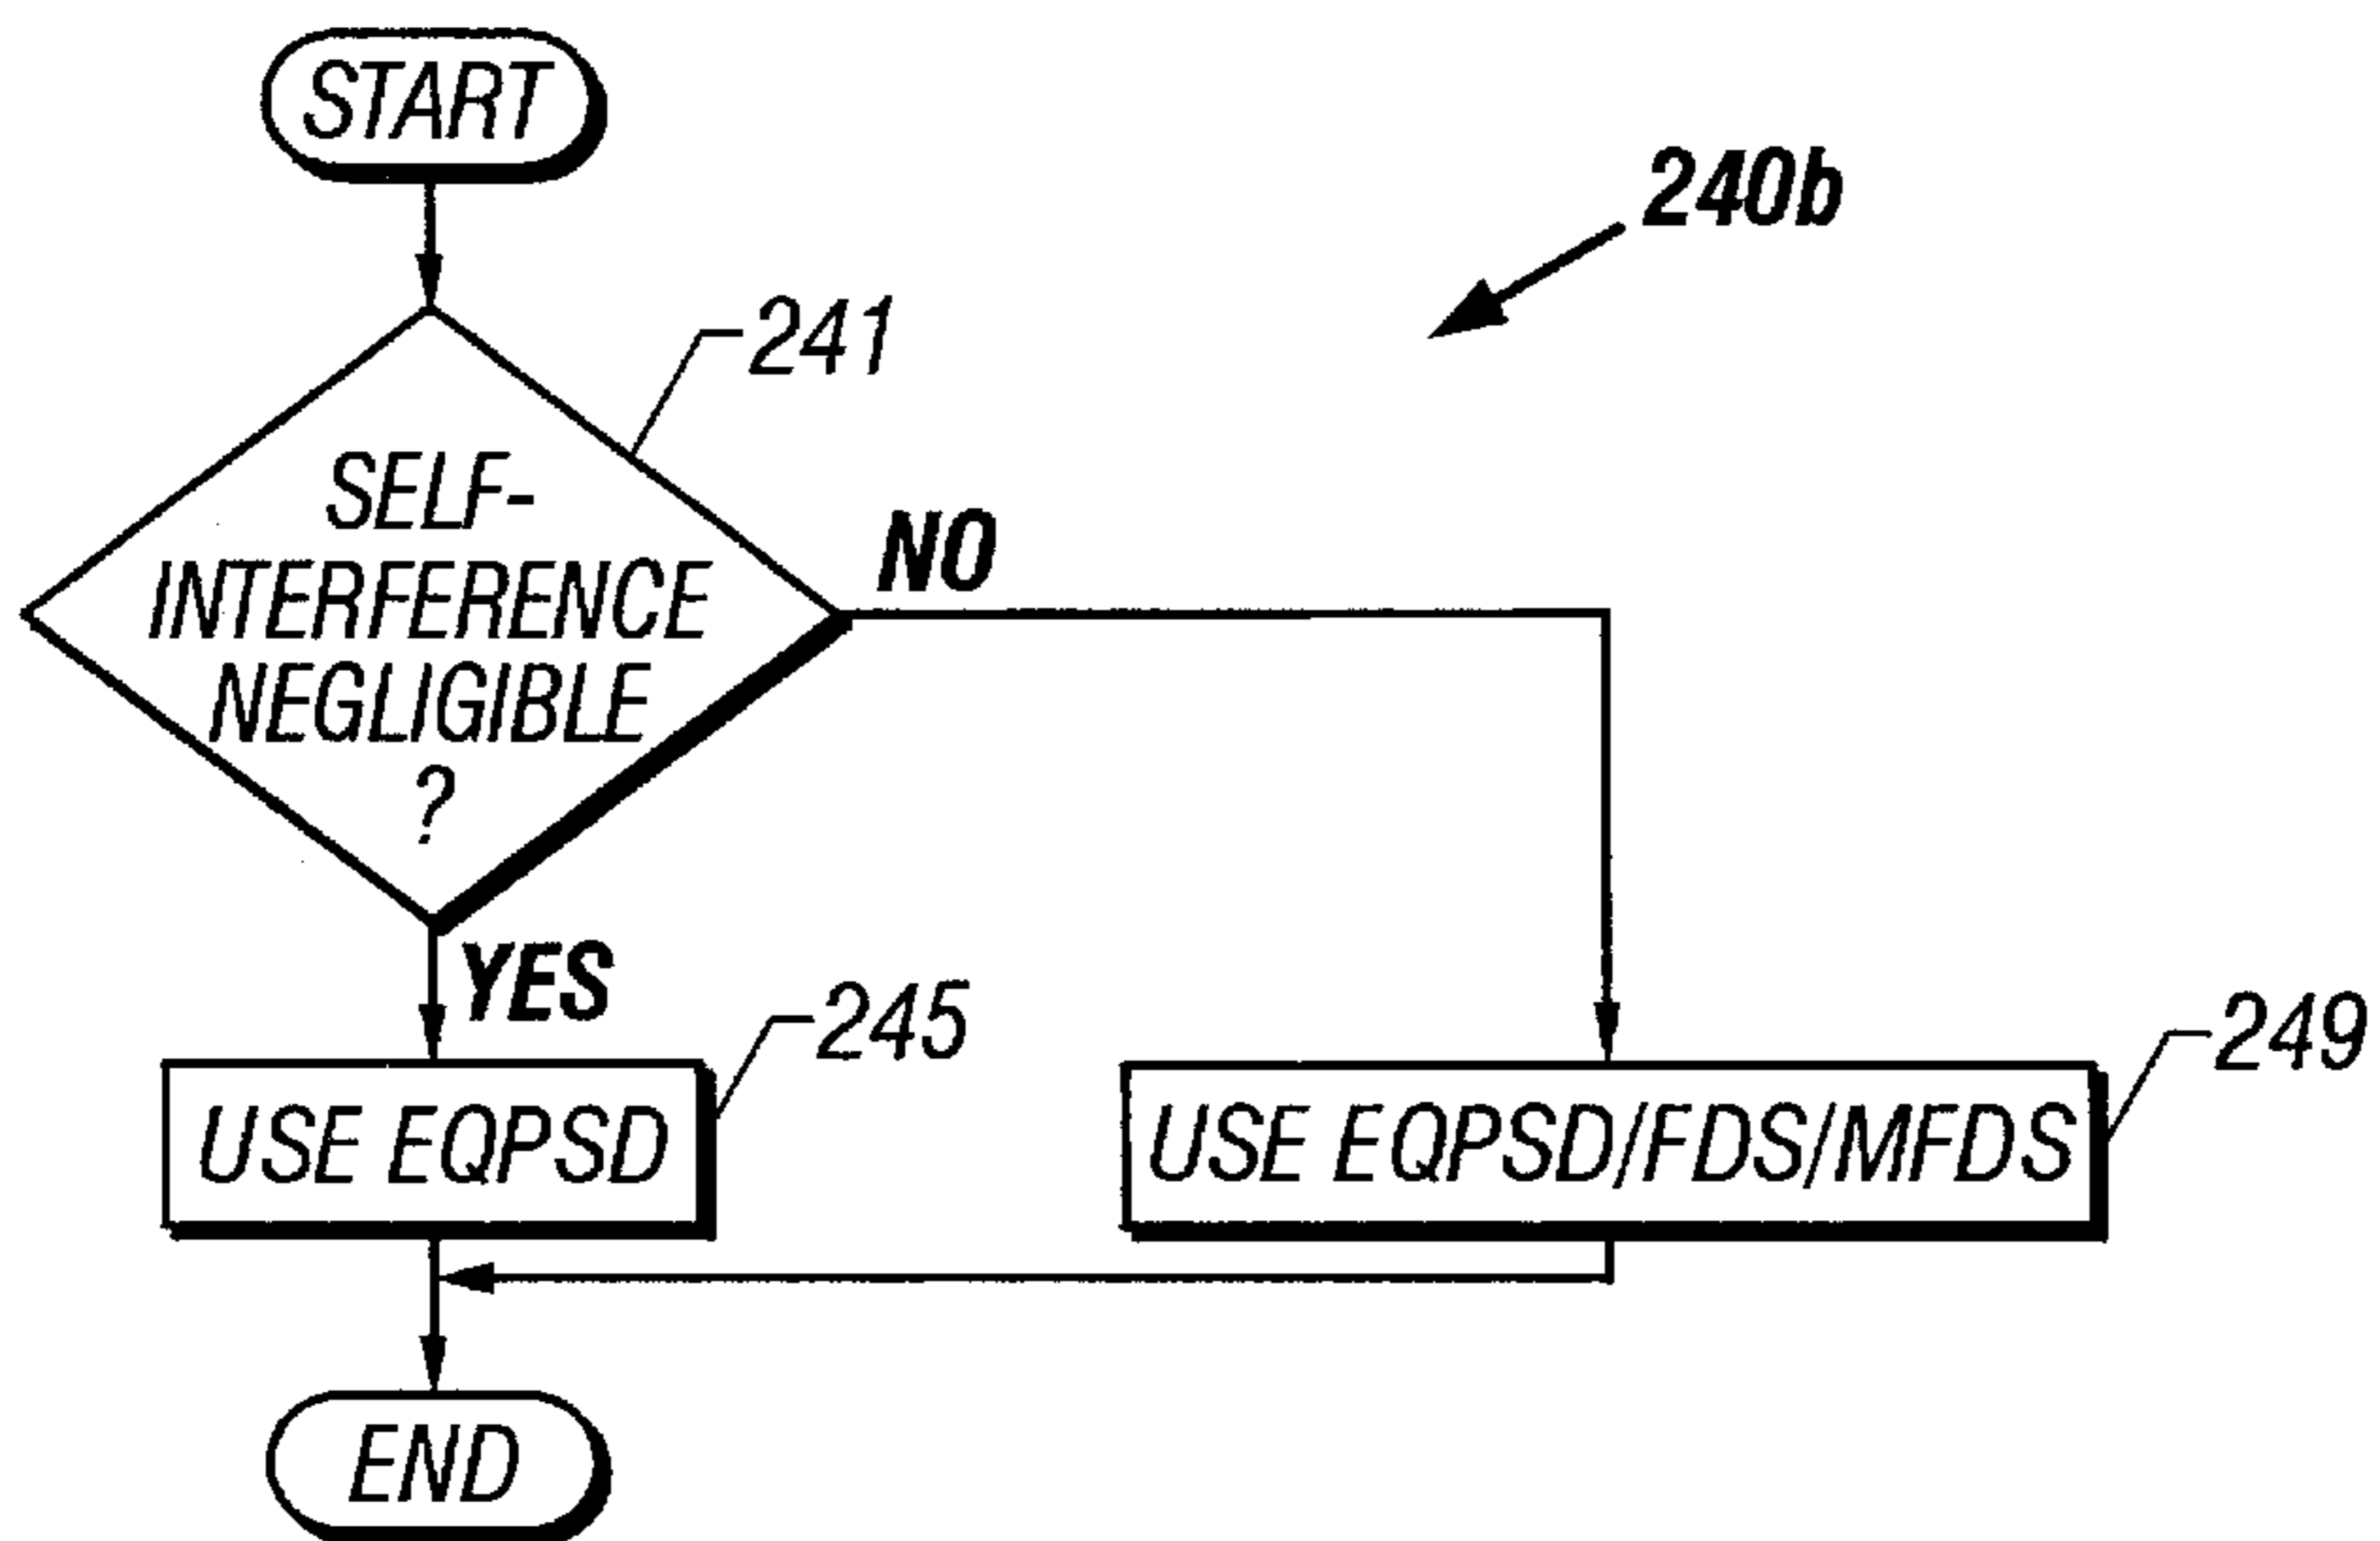 START
240b
241
SELF-
INTERFERENCE
NEGLIGIBLE
?
NO
YES
245
249
USE EQPSD
USE EQPSD/FDS/MFDS
END